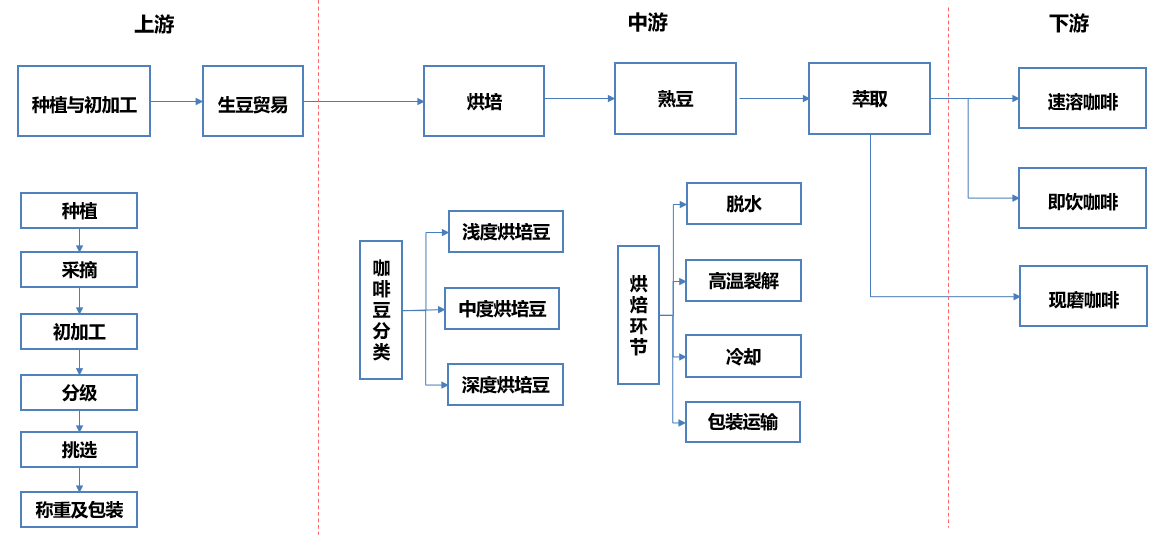 上游
中游
下游
种植与初加工
生豆贸易
烘培
熟豆
萃取
速溶咖啡
即饮咖啡
现磨咖啡
种植
采摘
初加工
分级
挑选
称重及包装
咖啡豆分类
浅度烘培豆
中度烘培豆
深度烘培豆
烘焙环节
脱水
高温裂解
冷却
包装运输